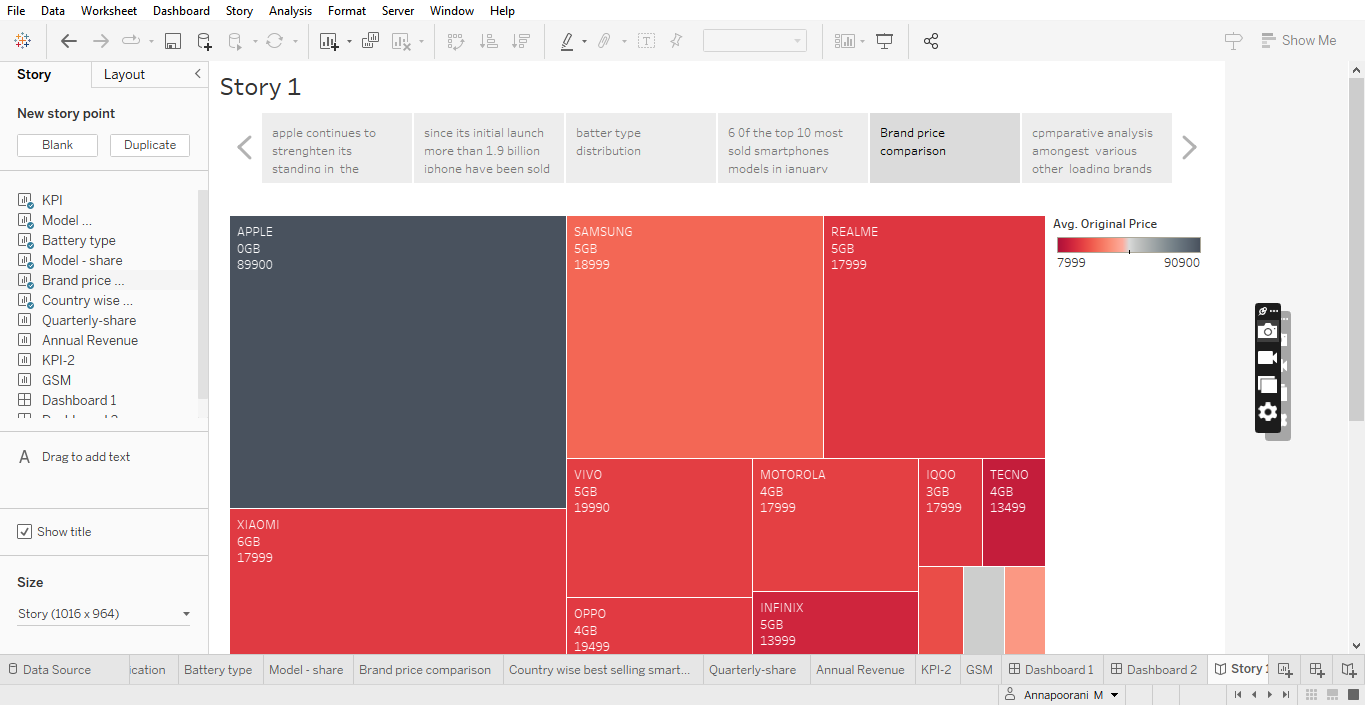 File Data Worksheet Dashboard Story Analysis Format Server Window Help
Show Me
Story Layout
New story point
Blank Duplicate
KPI
Model ...
Battery type
Model - share
Brand price ...
Country wise ...
Quarterly-share
Annual Revenue
KPI-2
GSM
Dashboard 1
A Drag to add text
Show title
Size
Story (1016 x 964)
Story 1
apple continues to
strenghten its
standing in the
since its initial launch
more than 1.9 billion
iphone have been sold
batter type
distribution
6 Of the top 10 most
sold smartphones
models in january
Brand price
comparison
cpmparative analysis
amongest various
other loading brands
APPLE
0GB
89900
SAMSUNG
5GB
18999
REALME
5GB
17999
XIAOMI
6GB
17999
VIVO
5GB
19990
MOTOROLA
4GB
17999
IQOO
3GB
17999
TECNO
4GB
13499
OPPO
4GB
19499
INFINIX
5GB
13999
Avg. Original Price
7999 90900
Data Source ication Battery type Model - share Brand price comparison Country wise best selling smart... Quarterly-share Annual Revenue KPI-2 GSM Dashboard 1 Dashboard 2 Story 1
Annapoorani M